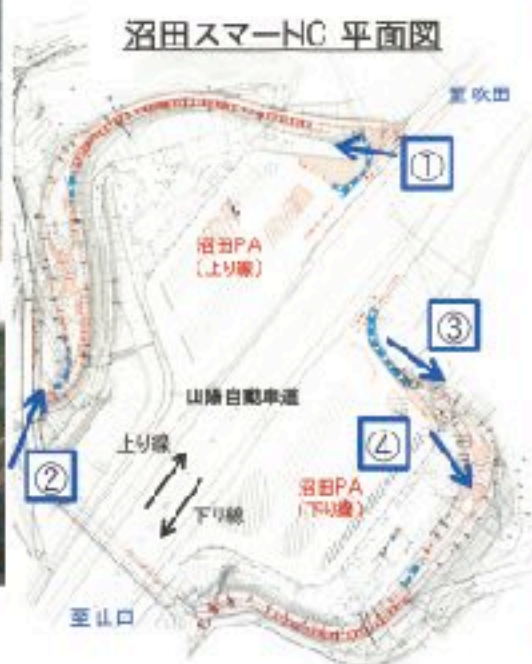 沼田スマートIC 平面図
至吹田
①
沼田PA
(上り線)
③
山陽自動車道
④
上り線
②
沼田PA
(下り線)
下り線
至山口